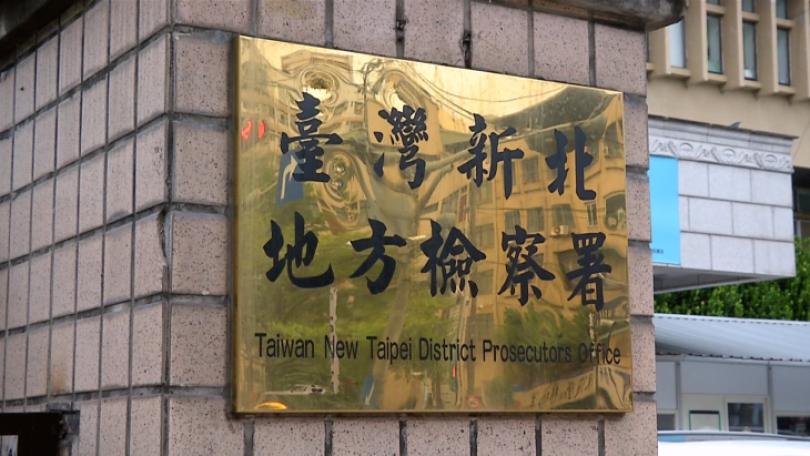 臺灣新北
地方檢察署
Taiwan New Taipei District Prosecutors Office